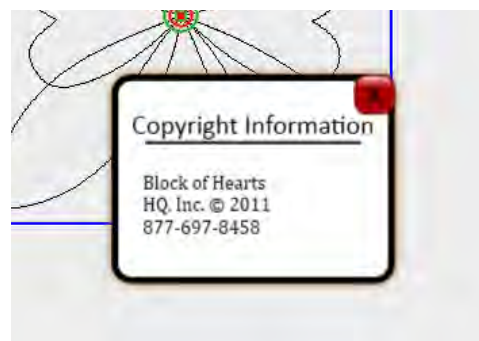 Copyright Information
Block of Hearts
HQ, Inc. © 2011
877-697-8458